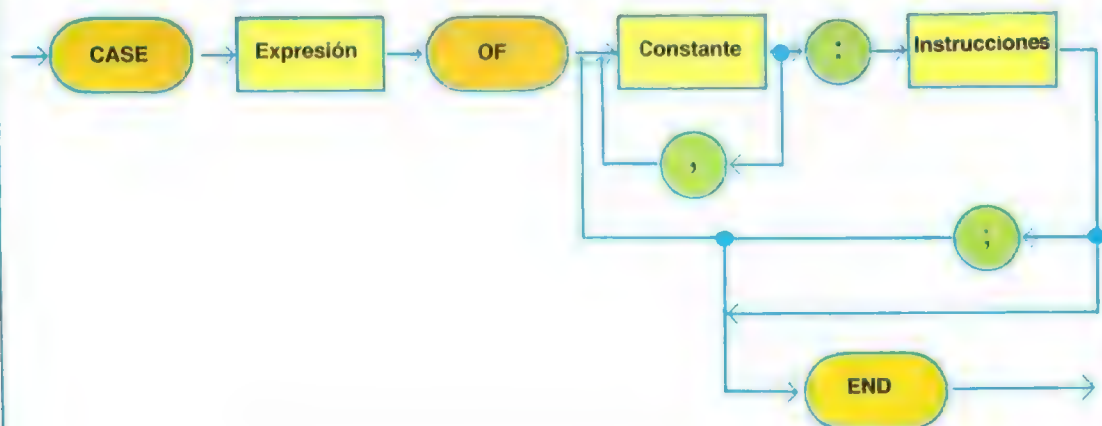 CASE Expresión OF Constante : Instrucciones
,
;
END